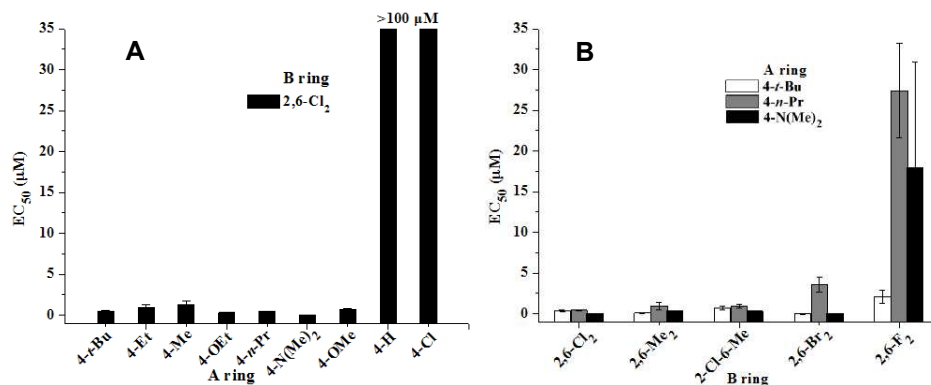 A
>100 µM
B ring
2,6-Cl₂
EC₅₀ (µM)
35
30
25
20
15
10
5
0
4-t-Bu
4-Et
4-Me
4-OEt
4-n-Pr
4-N(Me)₂
4-OMe
4-H
4-Cl
A ring
B
A ring
4-t-Bu
4-n-Pr
4-N(Me)₂
EC₅₀ (µM)
35
30
25
20
15
10
5
0
2,6-Cl₂
2,6-Me₂
2-Cl-6-Me
2,6-Br₂
2,6-F₂
B ring